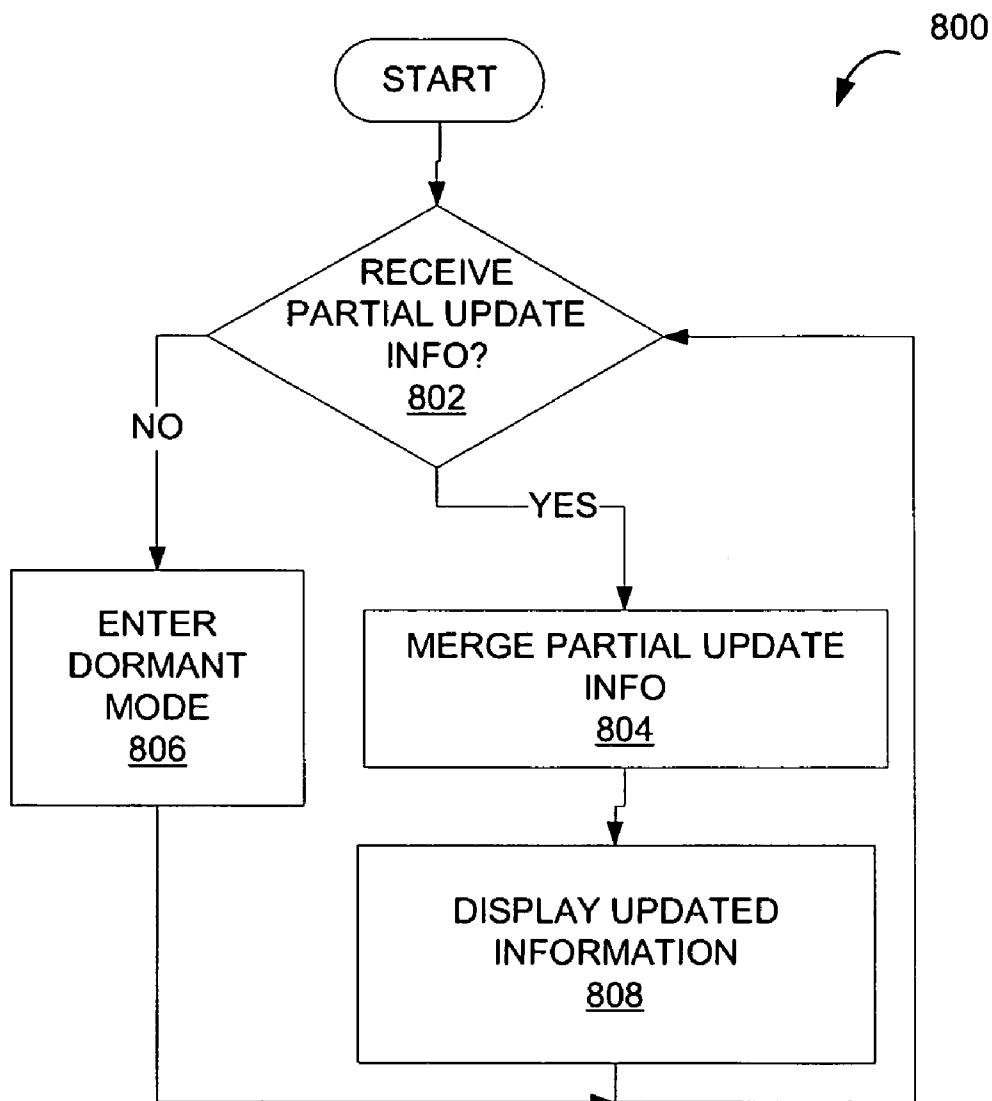 800
START
RECEIVE
PARTIAL UPDATE
INFO?
802
NO
YES
ENTER
DORMANT
MODE
806
MERGE PARTIAL UPDATE
INFO
804
DISPLAY UPDATED
INFORMATION
808